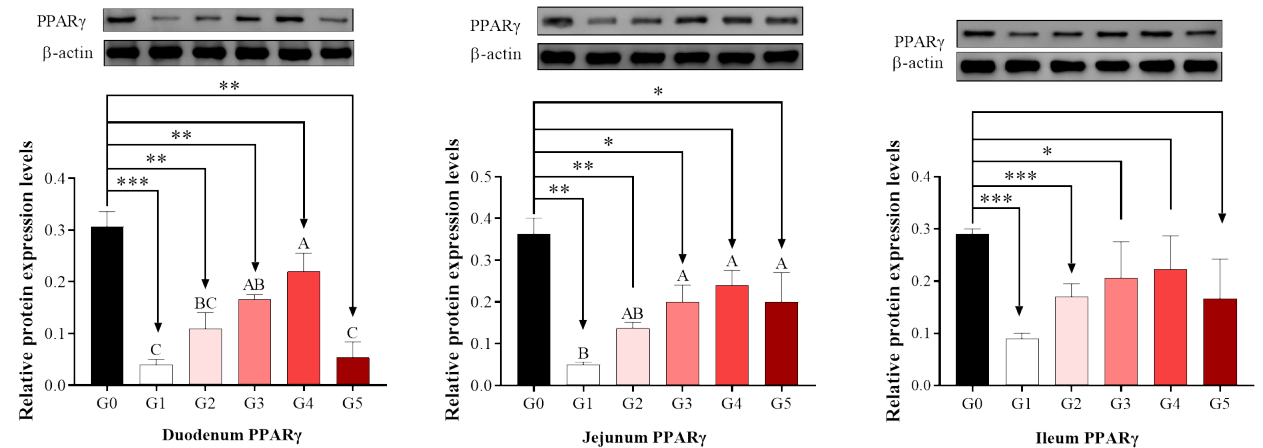 PPARγ
β-actin
**
**
**
***
Relative protein expression levels
0.4
0.3
0.2
0.1
0.0
C
BC
AB
A
C
G0 G1 G2 G3 G4 G5
Duodenum PPARγ
PPARγ
β-actin
*
*
**
**
Relative protein expression levels
0.5
0.4
0.3
0.2
0.1
0.0
B
AB
A
A
A
G0 G1 G2 G3 G4 G5
Jejunum PPARγ
PPARγ
β-actin
*
***
***
Relative protein expression levels
0.4
0.3
0.2
0.1
0.0
G0 G1 G2 G3 G4 G5
Ileum PPARγ